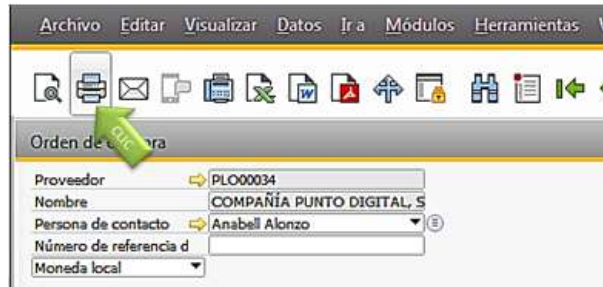 Archivo Editar Visualizar Datos Ir a Módulos Herramientas
clic
Orden de
Proveedor PLO00034
Nombre COMPAÑÍA PUNTO DIGITAL, S
Persona de contacto Anabell Alonzo
Número de referencia d
Moneda local